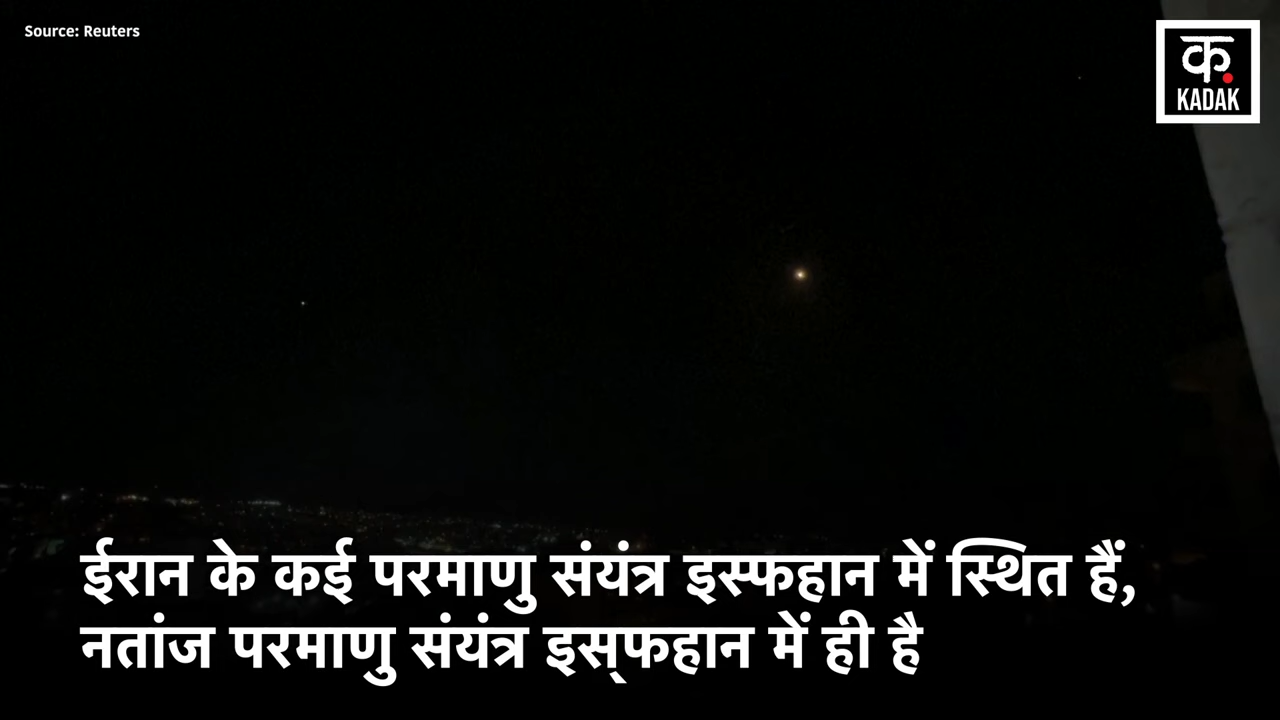 Source: Reuters
क.
KADAK
ईरान के कई परमाणु संयंत्र इस्फहान में स्थित हैं,
नतांज परमाणु संयंत्र इस्‌फहान में ही है